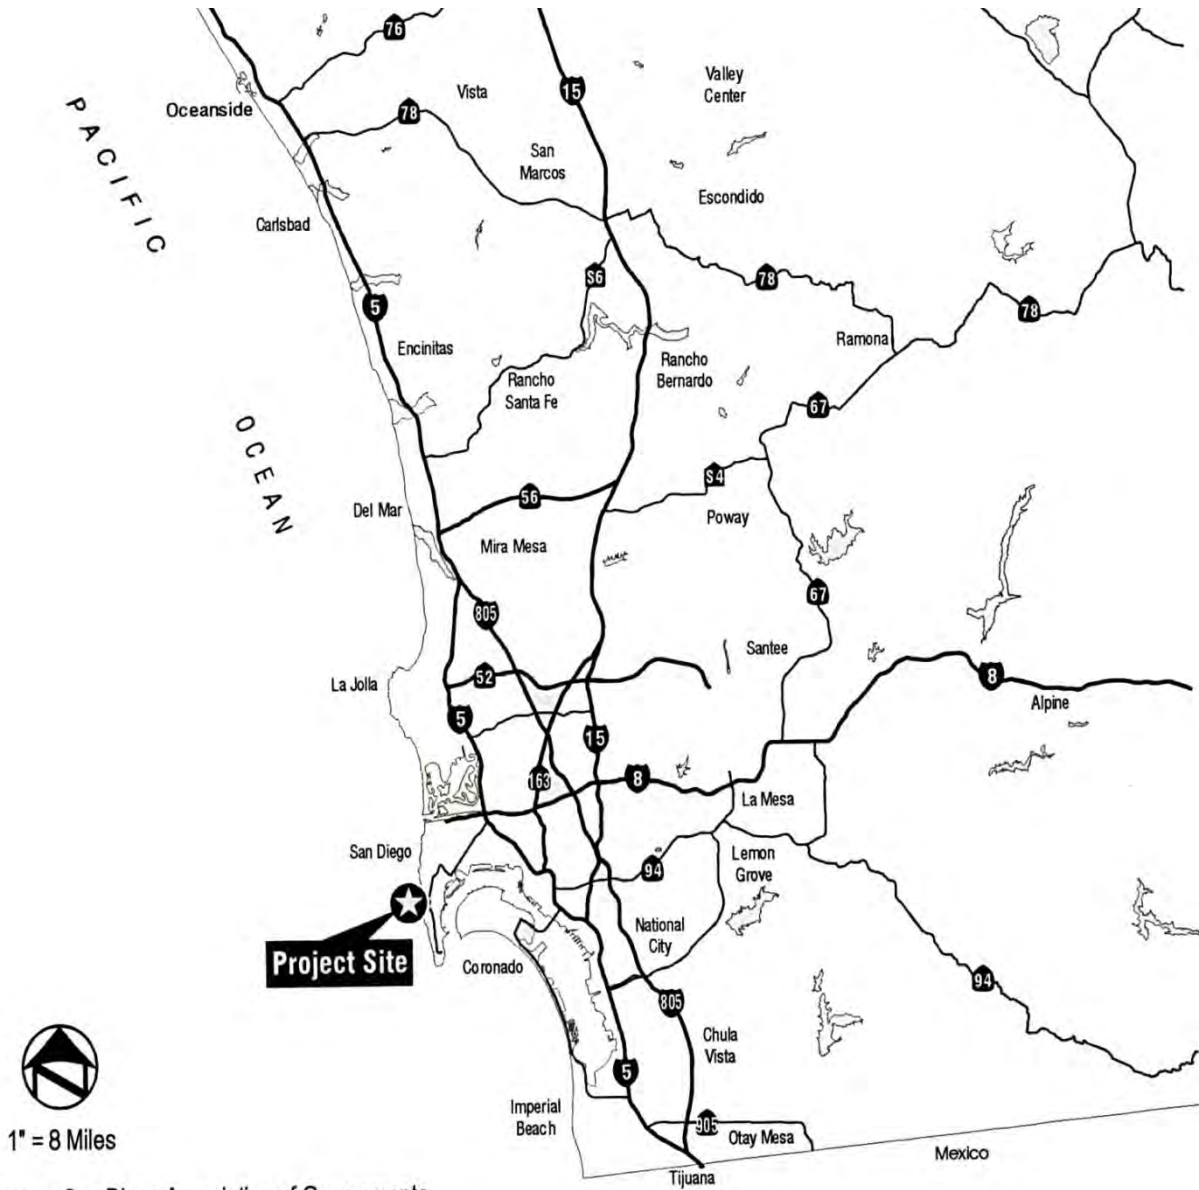 76
15
Valley
Center
Vista
Oceanside
78
PACIFIC
San
Marcos
Escondido
Carlsbad
S6
78
5
78
Encinitas
Ramona
Rancho
Bernardo
Rancho
Santa Fe
67
OCEAN
S4
56
Del Mar
Poway
Mira Mesa
67
805
Santee
La Jolla
52
8
Alpine
5
15
163
8
La Mesa
San Diego
Lemon
Grove
94
National
City
Project Site
Coronado
94
805
Chula
Vista
5
Imperial
Beach
905
Otay Mesa
1" = 8 Miles
Mexico
Tijuana